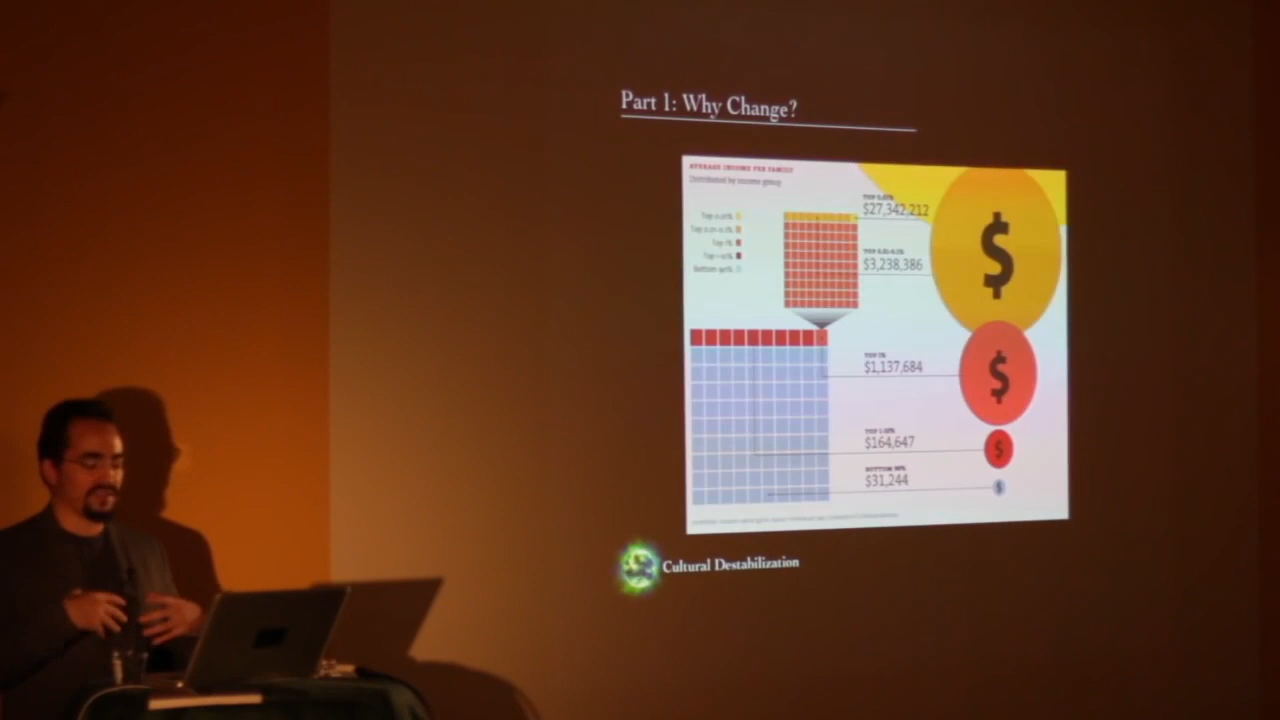 Part 1: Why Change?
AVERAGE INCOME PER FAMILY
Distributed by income group
Top 0.01%
Top 0.01-0.1%
Top 1%
Top 1-10%
Bottom 90%
TOP 0.01%
$27,342,212
TOP 0.01-0.1%
$3,238,386
TOP 1%
$1,137,684
TOP 1-10%
$164,647
BOTTOM 90%
$31,244
$
$
$
$
Cultural Destabilization